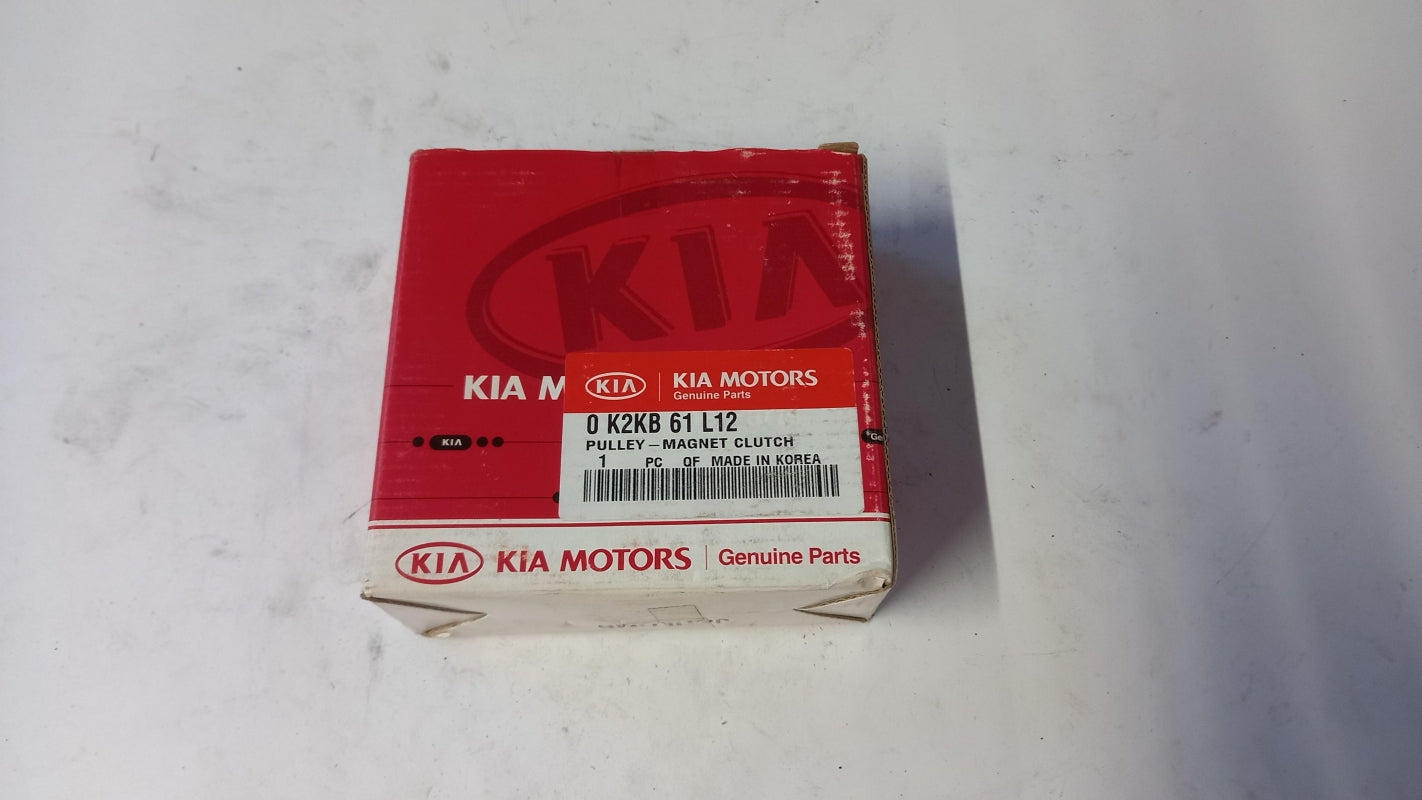 KIA
KIA M
KIA
KIA MOTORS
Genuine Parts
0 K2KB 61 L12
PULLEY-MAGNET CLUTCH
1 PC OF MADE IN KOREA
KIA
Ge
KIA KIA MOTORS Genuine Parts